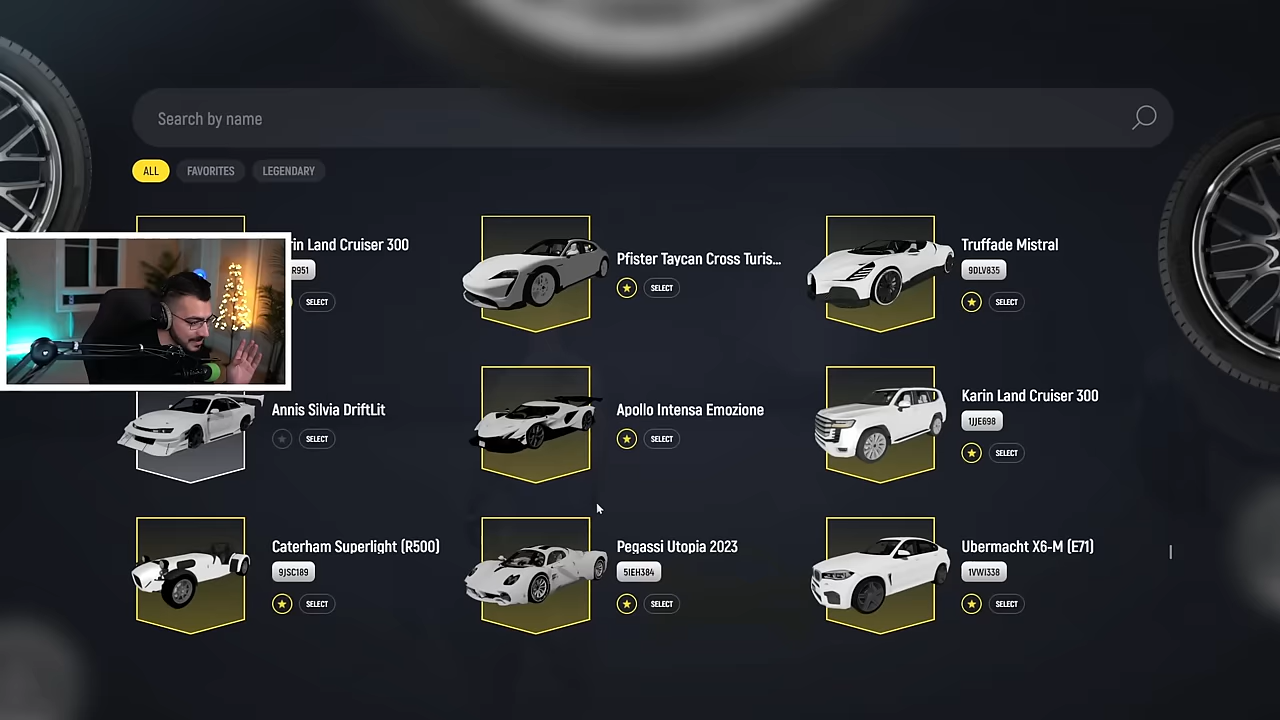 Search by name
ALL
FAVORITES
LEGENDARY
rin Land Cruiser 300
R951
SELECT
Pfister Taycan Cross Turis...
SELECT
Truffade Mistral
9DLV835
SELECT
Annis Silvia DriftLit
SELECT
Apollo Intensa Emozione
SELECT
Karin Land Cruiser 300
1JJE698
SELECT
Caterham Superlight (R500)
9JSC189
SELECT
Pegassi Utopia 2023
5IEH384
SELECT
Ubermacht X6-M (E71)
1VWI338
SELECT